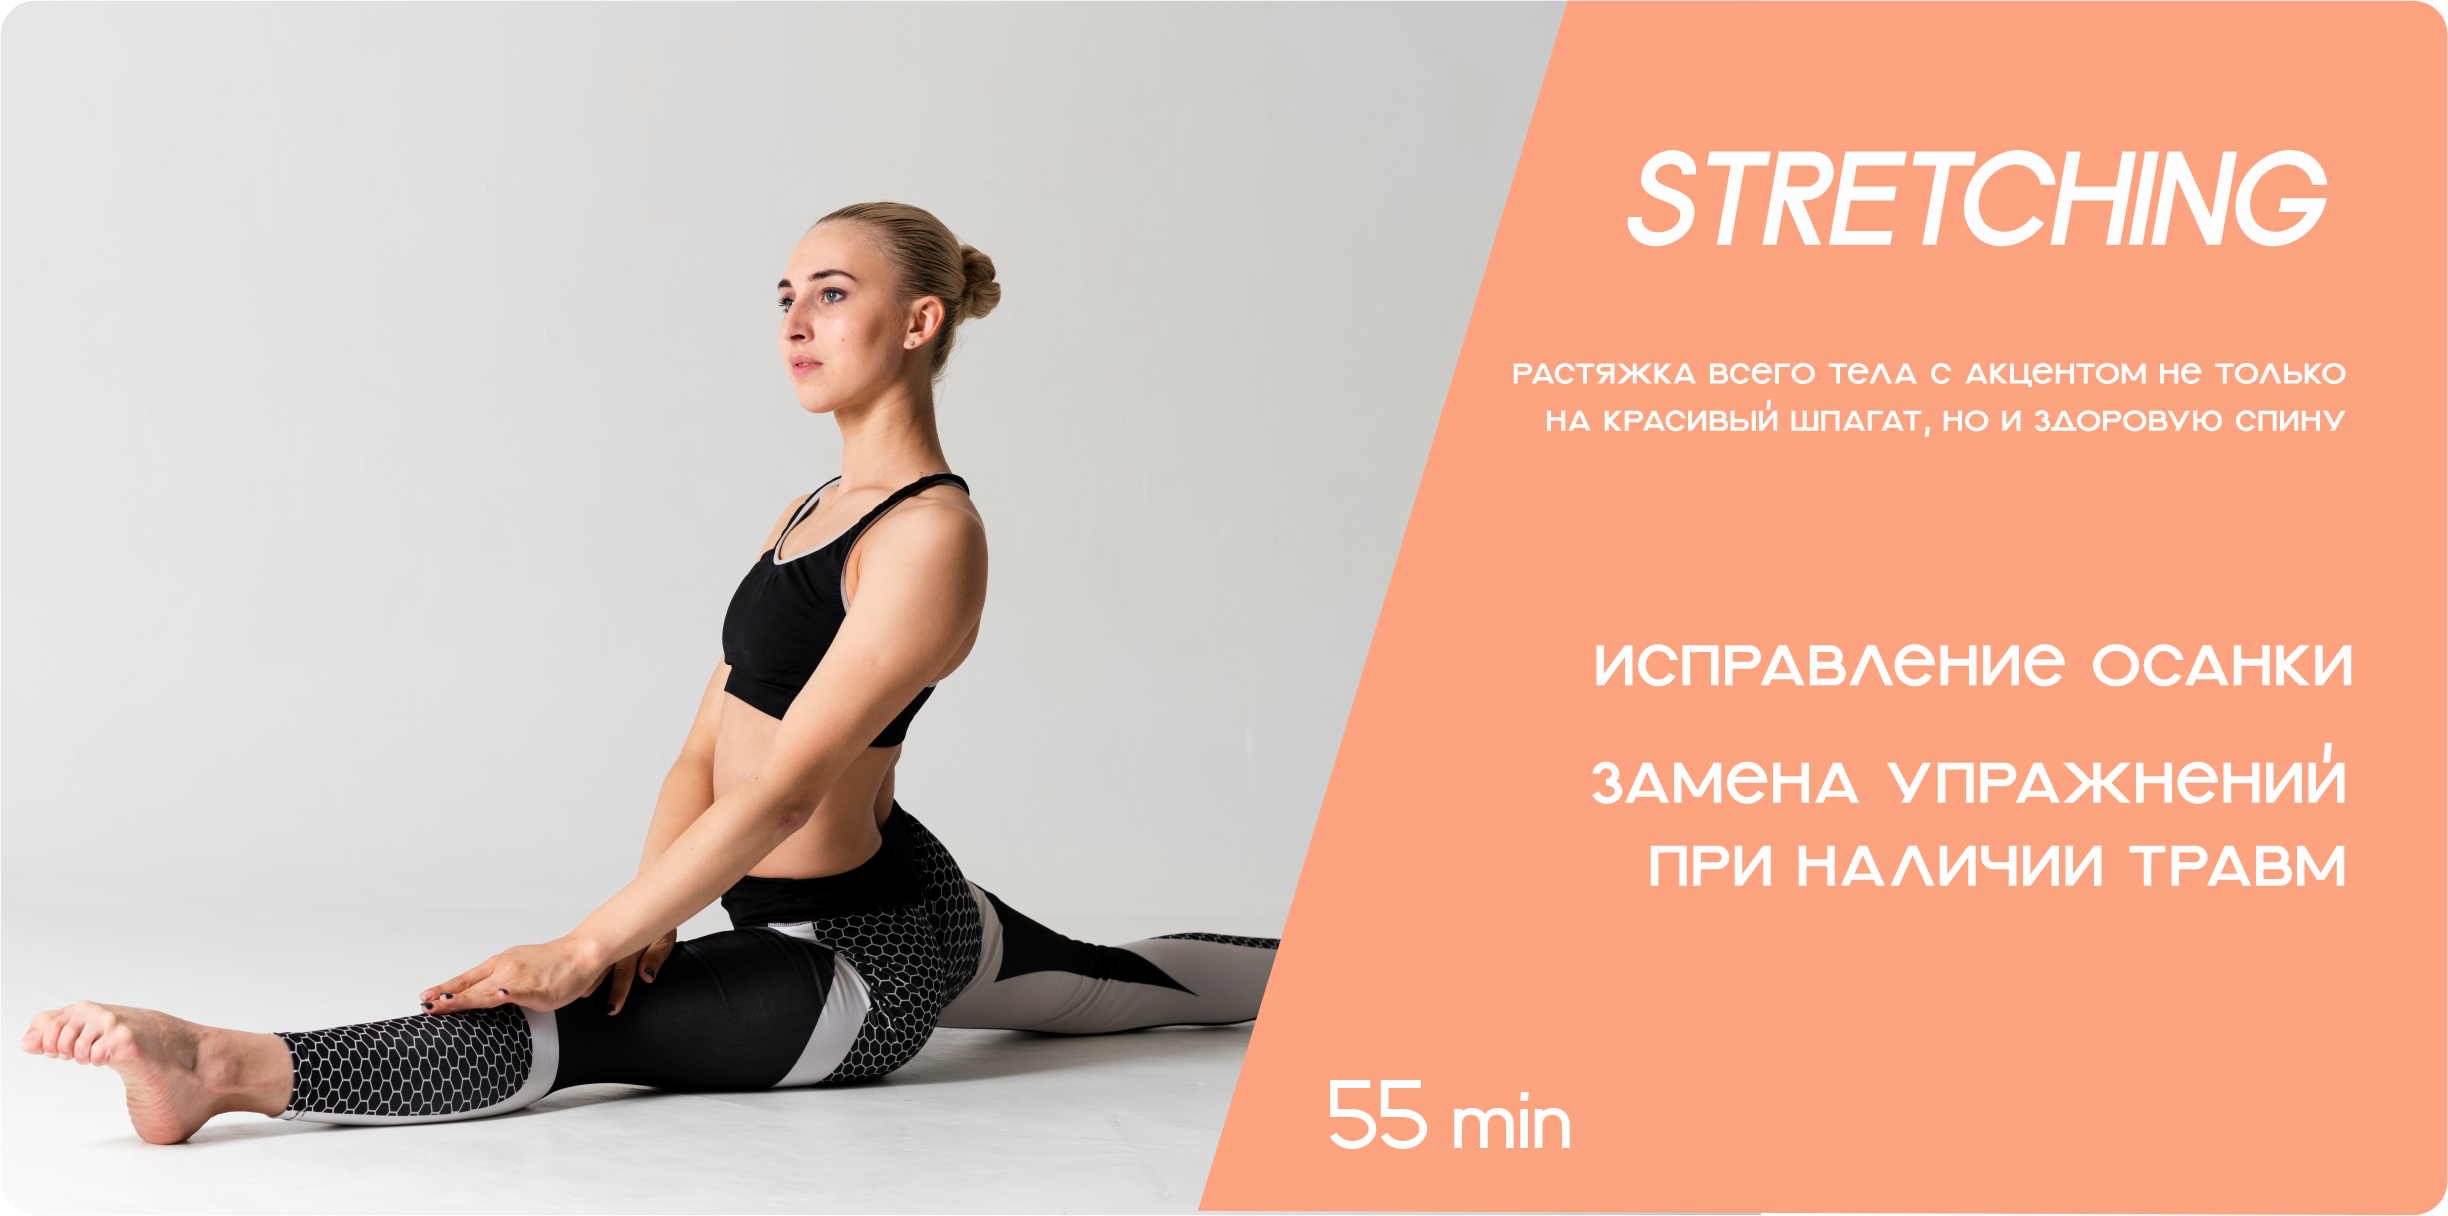 STRETCHING
РАСТЯЖКА ВСЕГО ТЕЛА С АКЦЕНТОМ НЕ ТОЛЬКО
НА КРАСИВЫЙ ШПАГАТ, НО И ЗДОРОВУЮ СПИНУ
ИСПРАВЛЕНИЕ ОСАНКИ
ЗАМЕНА УПРАЖНЕНИЙ
ПРИ НАЛИЧИИ ТРАВМ
55 min